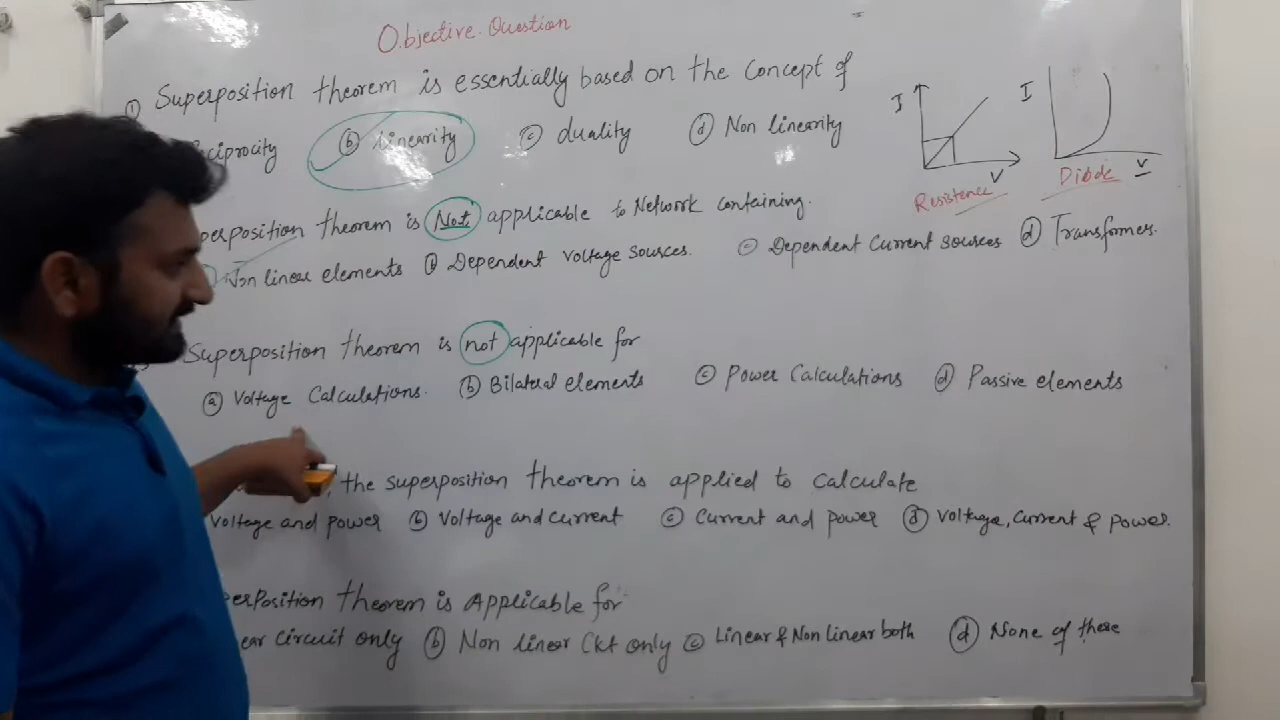 Objective Question
① Superposition theorem is essentially based on the concept of
ciprocity ⓑ linearity ⓒ duality ⓓ Non linearity
I V Resistence
I V Diode
perposition theorem is Not applicable to Network containing.
Non linear elements ⓑ Dependent voltage sources. ⓒ Dependent Current sources ⓓ Transformers.
Superposition theorem is not applicable for
ⓐ Voltage Calculations. ⓑ Bilateral elements ⓒ Power Calculations ⓓ Passive elements
, the superposition theorem is applied to calculate
voltage and power ⓑ Voltage and current ⓒ Current and power ⓓ Voltage, Current & power.
erposition theorem is Applicable for
ear circuit only ⓑ Non linear Ckt only ⓒ Linear & Non linear both ⓓ None of these